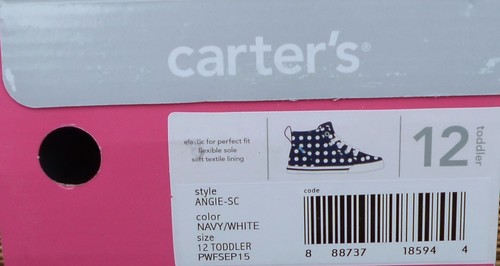 carter's®
elastic for perfect fit
flexible sole
soft textile lining
12 toddler
style
ANGIE-SC
color
NAVY/WHITE
size
12 TODDLER
PWFSEP15
code
8 88737 18594 4